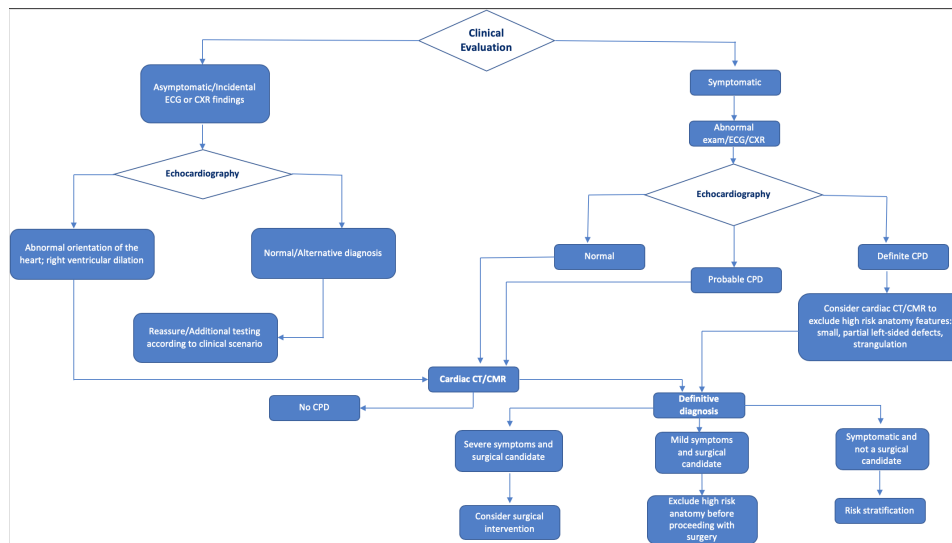 Clinical
Evaluation
Asymptomatic/Incidental
ECG or CXR findings
Symptomatic
Abnormal
exam/ECG/CXR
Echocardiography
Echocardiography
Abnormal orientation of the
heart; right ventricular dilation
Normal/Alternative diagnosis
Normal
Probable CPD
Definite CPD
Reassure/Additional testing
according to clinical scenario
Consider cardiac CT/CMR to
exclude high risk anatomy features:
small, partial left-sided defects,
strangulation
Cardiac CT/CMR
No CPD
Definitive
diagnosis
Severe symptoms and
surgical candidate
Mild symptoms
and surgical
candidate
Symptomatic and
not a surgical
candidate
Consider surgical
intervention
Exclude high risk
anatomy before
proceeding with
surgery
Risk stratification